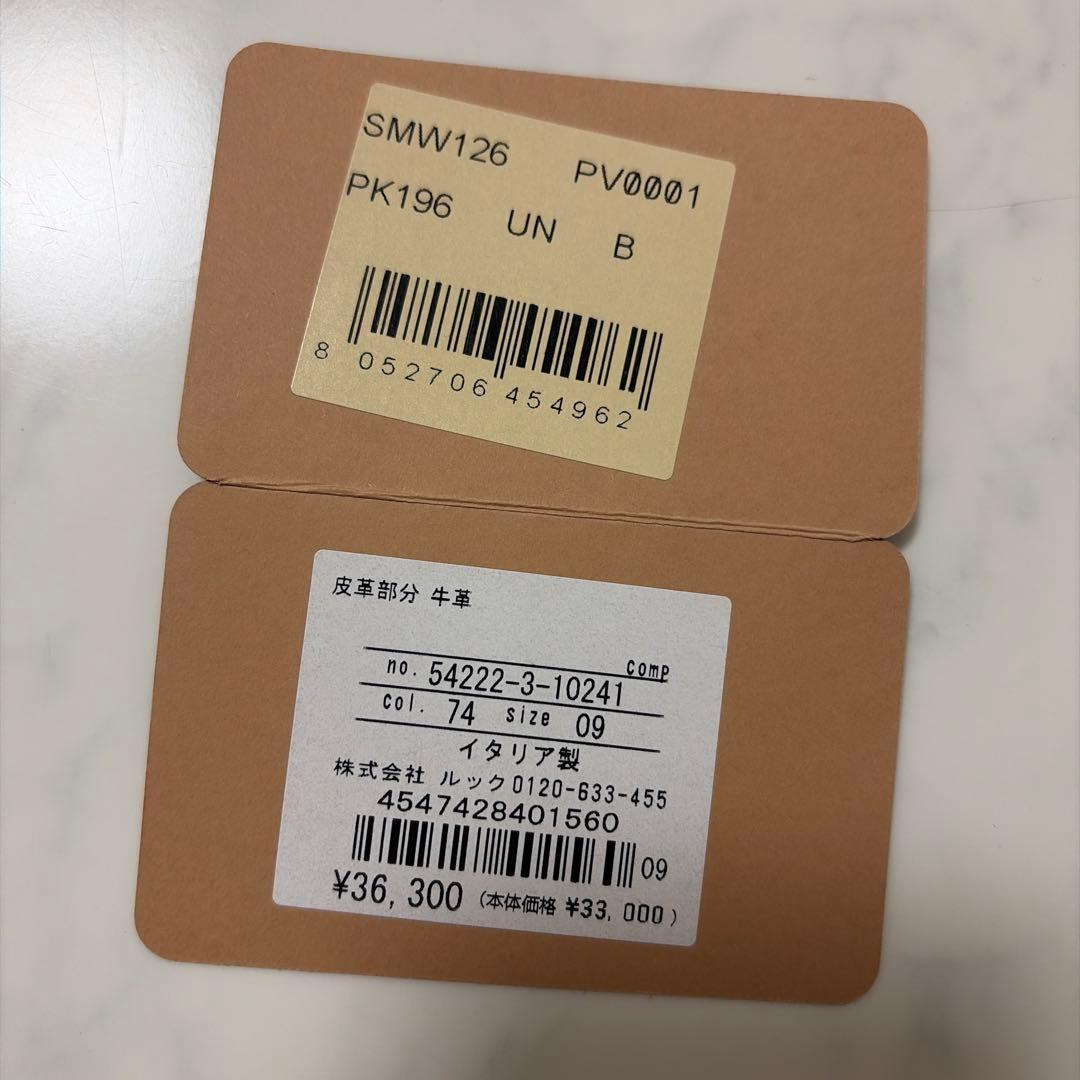 SMW126 PV0001
PK196 UN B
8 052706 454962
皮革部分 牛革
comp
no. 54222-3-10241
col. 74 size 09
イタリア製
株式会社 ルック 0120-633-455
4547428401560
09
¥36,300 (本体価格 ¥33,000)